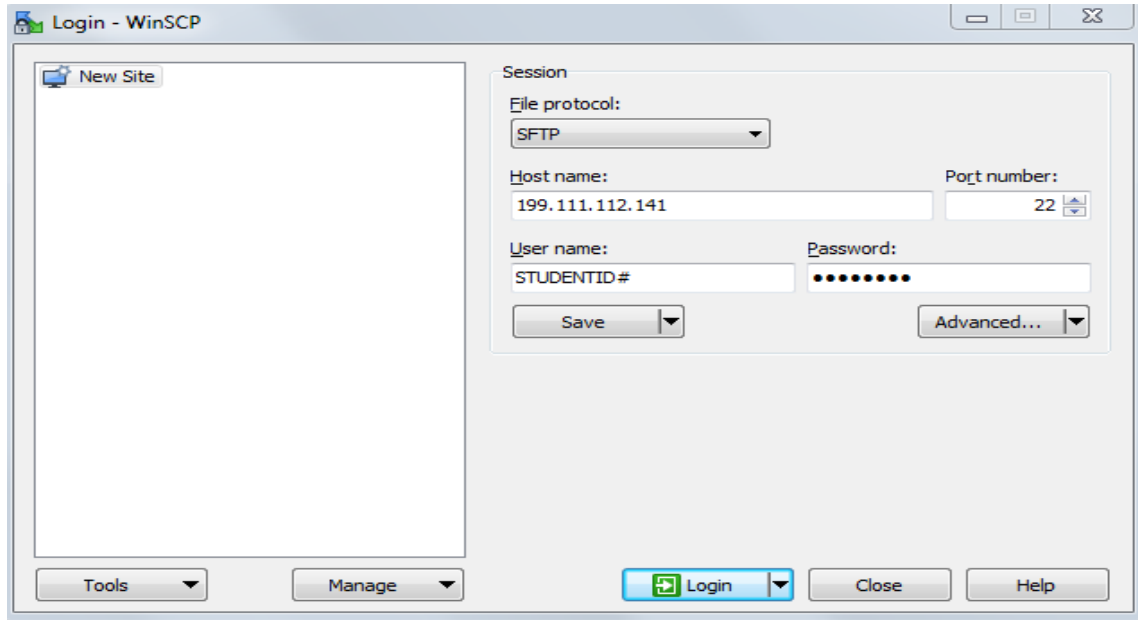 Login - WinSCP
New Site
Session
File protocol:
SFTP
Host name:
Port number:
199.111.112.141
22
User name:
Password:
STUDENTID#
••••••••
Save
Advanced...
Tools
Manage
Login
Close
Help